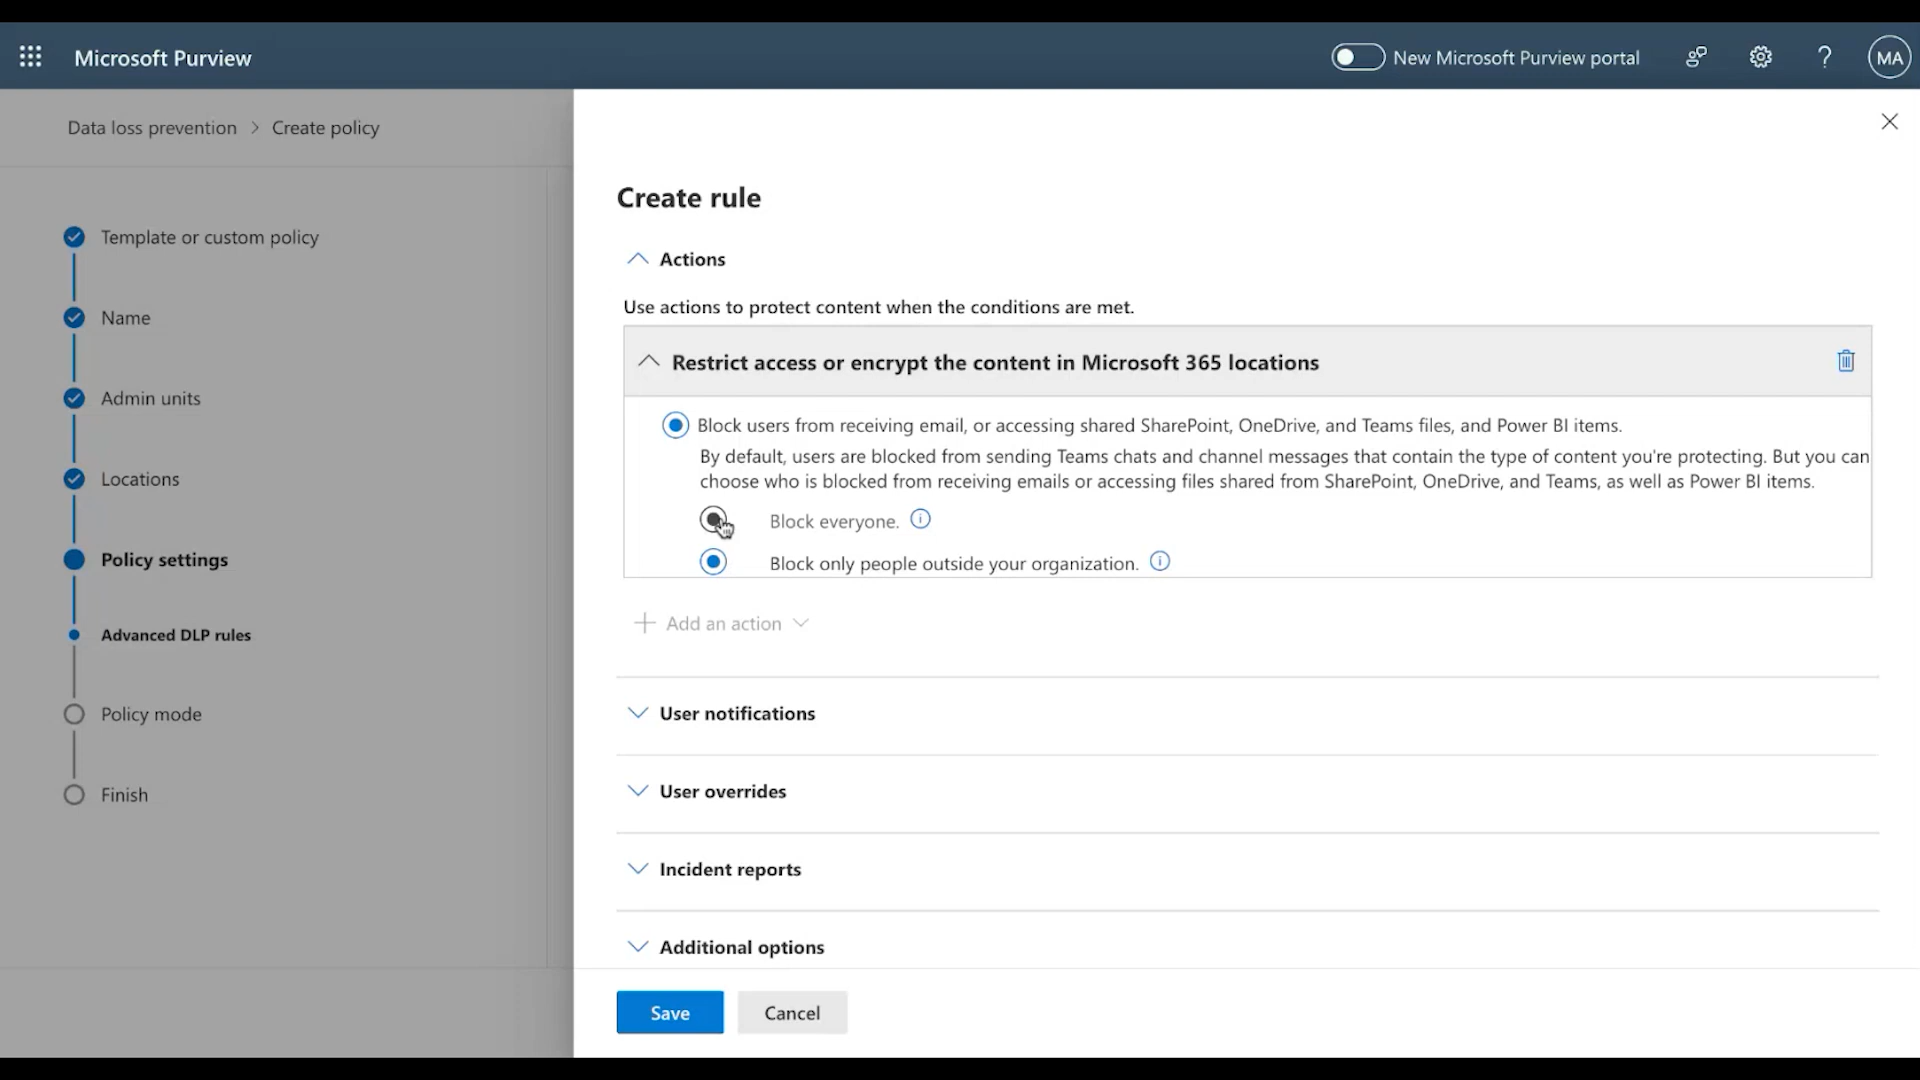 Microsoft Purview
New Microsoft Purview portal
?
MA
Data loss prevention > Create policy
Template or custom policy
Name
Admin units
Locations
Policy settings
Advanced DLP rules
Policy mode
Finish
Create rule
Actions
Use actions to protect content when the conditions are met.
Restrict access or encrypt the content in Microsoft 365 locations
Block users from receiving email, or accessing shared SharePoint, OneDrive, and Teams files, and Power BI items.
By default, users are blocked from sending Teams chats and channel messages that contain the type of content you're protecting. But you can
choose who is blocked from receiving emails or accessing files shared from SharePoint, OneDrive, and Teams, as well as Power BI items.
Block everyone.
Block only people outside your organization.
Add an action
User notifications
User overrides
Incident reports
Additional options
Save
Cancel